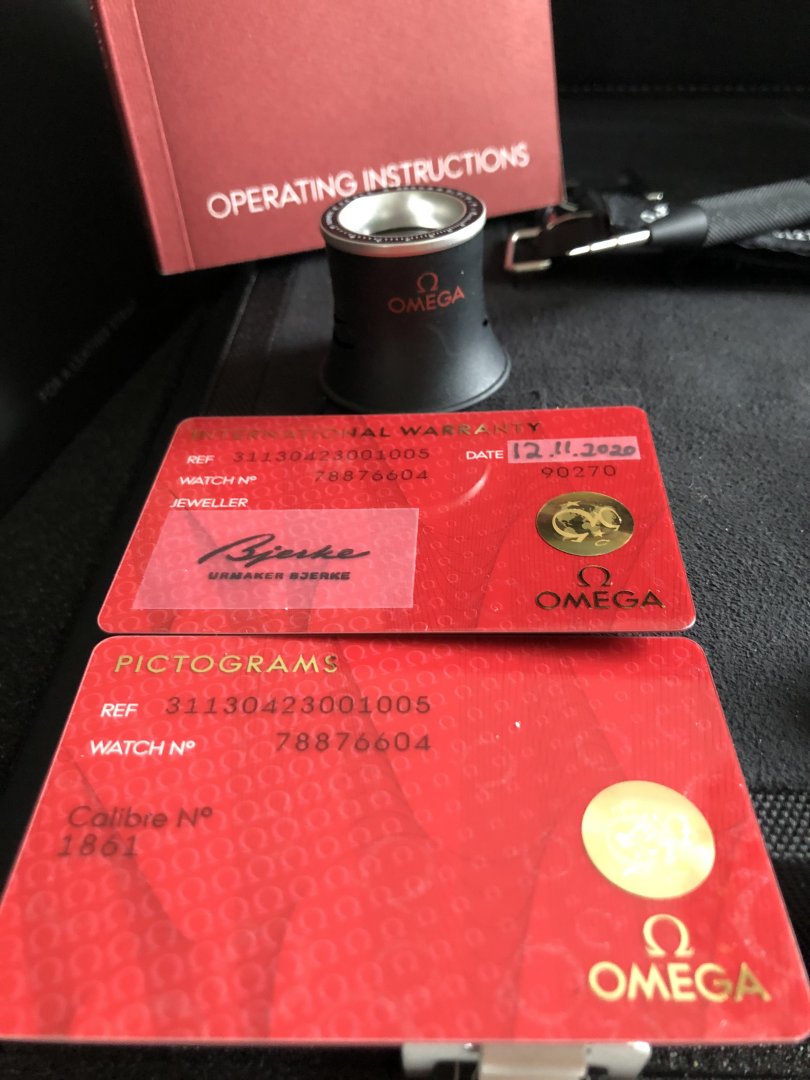 OPERATING INSTRUCTIONS
Ω
OMEGA
INTERNATIONAL WARRANTY
REF 31130423001005 DATE 12.11.2020
WATCH Nº 78876604 90270
JEWELLER
Bjerke
URMAKER BJERKE
Ω
OMEGA
PICTOGRAMS
REF 31130423001005
WATCH Nº 78876604
Calibre Nº
1861
Ω
OMEGA